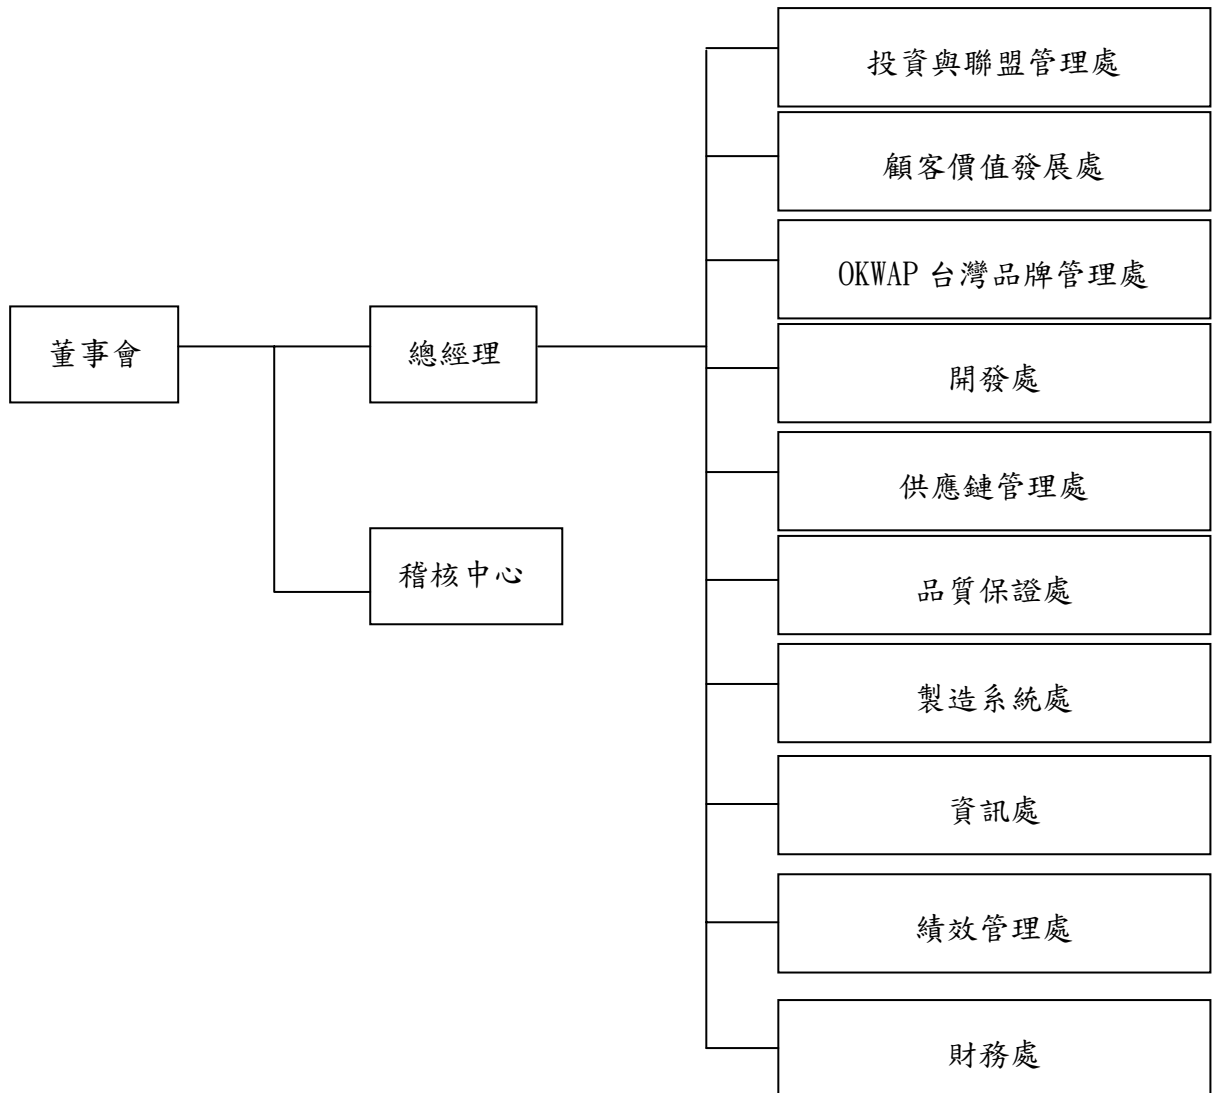 董事會
總經理
稽核中心
投資與聯盟管理處
顧客價值發展處
OKWAP 台灣品牌管理處
開發處
供應鏈管理處
品質保證處
製造系統處
資訊處
績效管理處
財務處